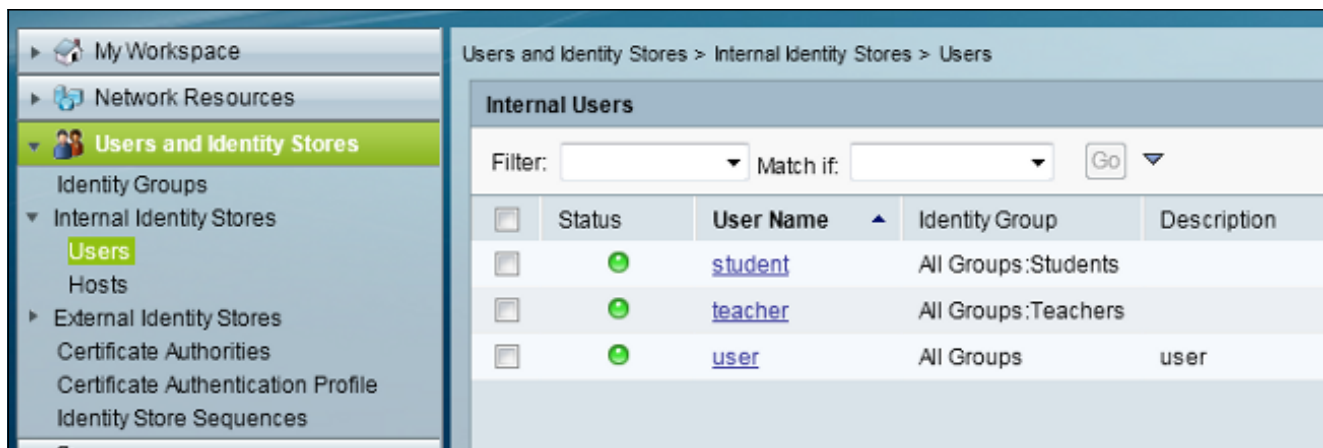 My Workspace
Network Resources
Users and Identity Stores
Identity Groups
Internal Identity Stores
Users
Hosts
External Identity Stores
Certificate Authorities
Certificate Authentication Profile
Identity Store Sequences
Users and Identity Stores > Internal Identity Stores > Users
Internal Users
Filter: Match if: Go
Status User Name Identity Group Description
student All Groups:Students
teacher All Groups:Teachers
user All Groups user